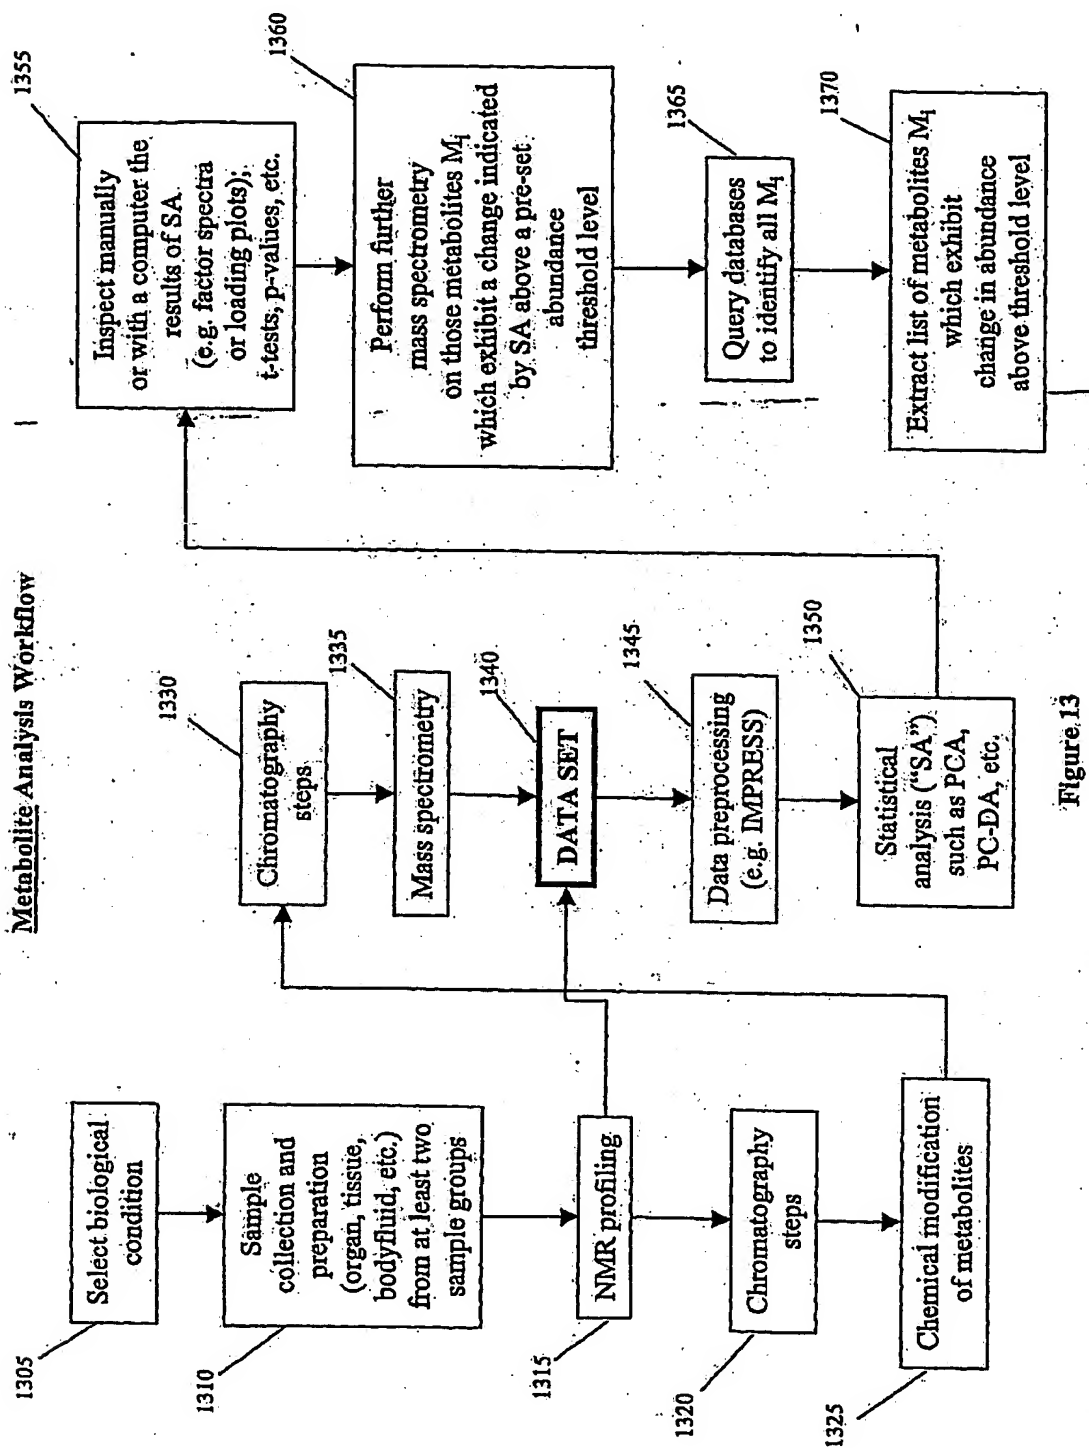 Metabolite Analysis Workflow
1305
Select biological
condition
1310
Sample
collection and
preparation
(organ, tissue,
bodyfluid, etc.)
from at least two
sample groups
1315
NMR profiling
1320
Chromatography
steps
1325
Chemical modification
of metabolites
1330
Chromatography
steps
1335
Mass spectrometry
1340
DATA SET
1345
Data preprocessing
(e.g. IMPRESS)
1350
Statistical
analysis ("SA")
such as PCA,
PC-DA, etc.
1355
Inspect manually
or with a computer the
results of SA
(e.g. factor spectra
or loading plots);
t-tests, p-values, etc.
1360
Perform further
mass spectrometry
on those metabolites Mi
which exhibit a change indicated
by SA above a pre-set
abundance
threshold level
1365
Query databases
to identify all Mi
1370
Extract list of metabolites Mi
which exhibit
change in abundance
above threshold level
Figure 13